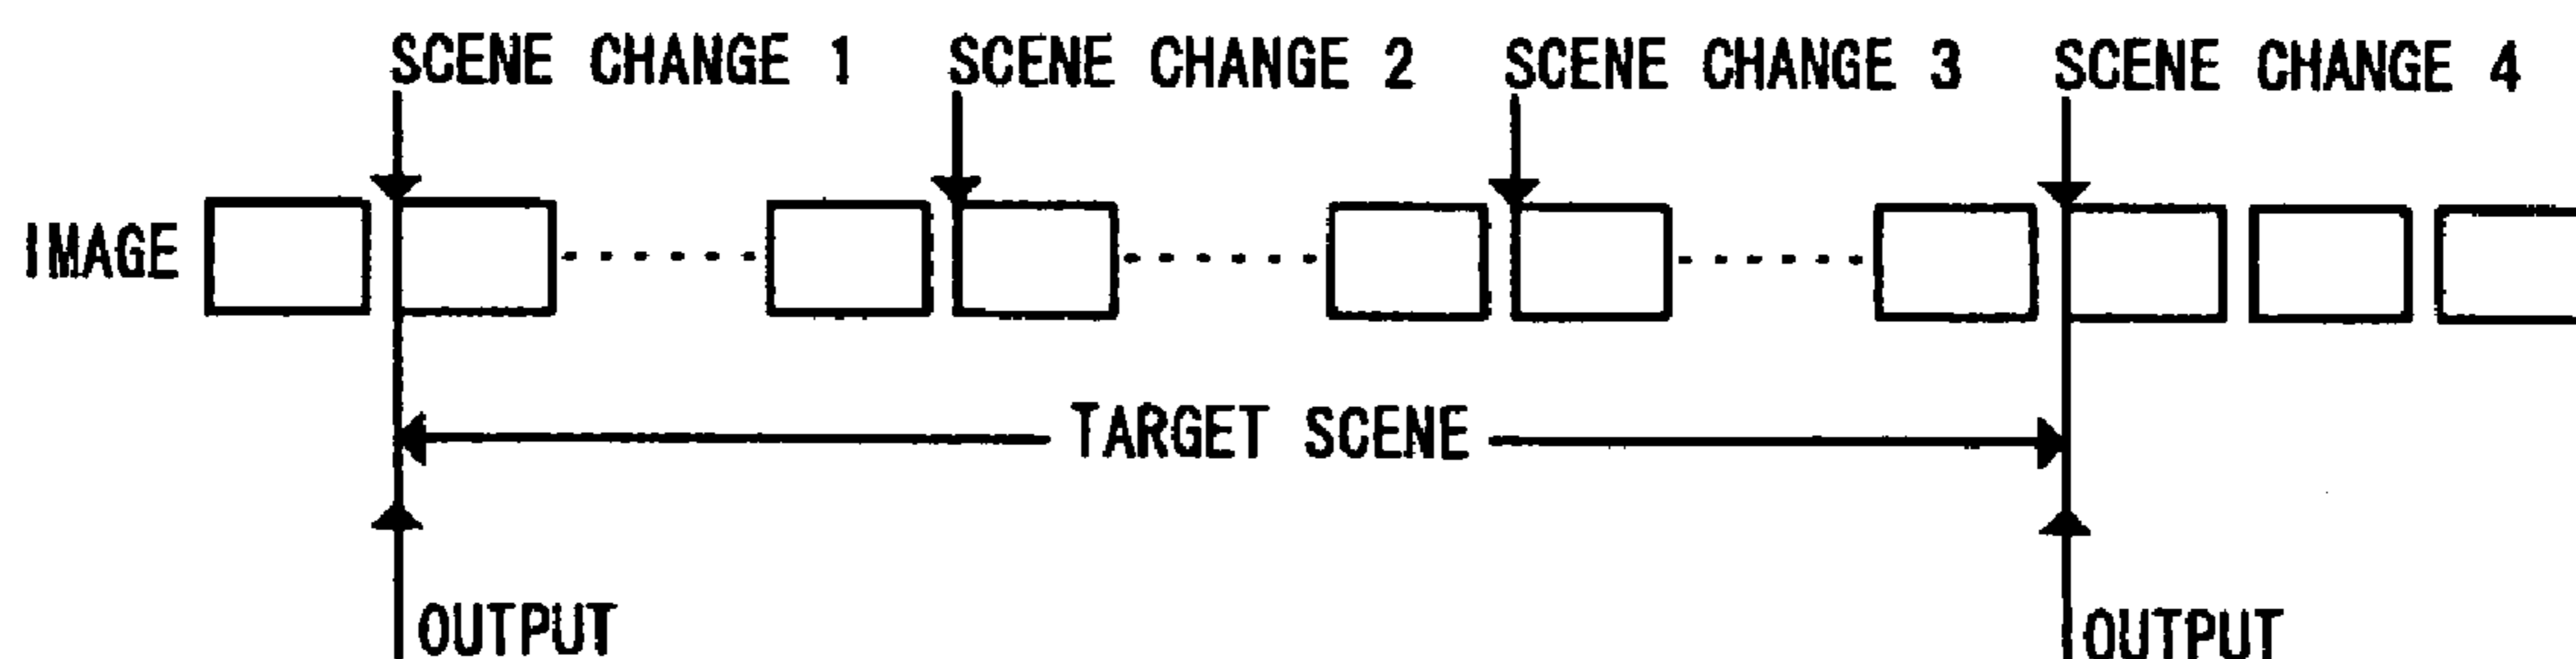 SCENE CHANGE 1 SCENE CHANGE 2 SCENE CHANGE 3 SCENE CHANGE 4
IMAGE
TARGET SCENE
OUTPUT OUTPUT